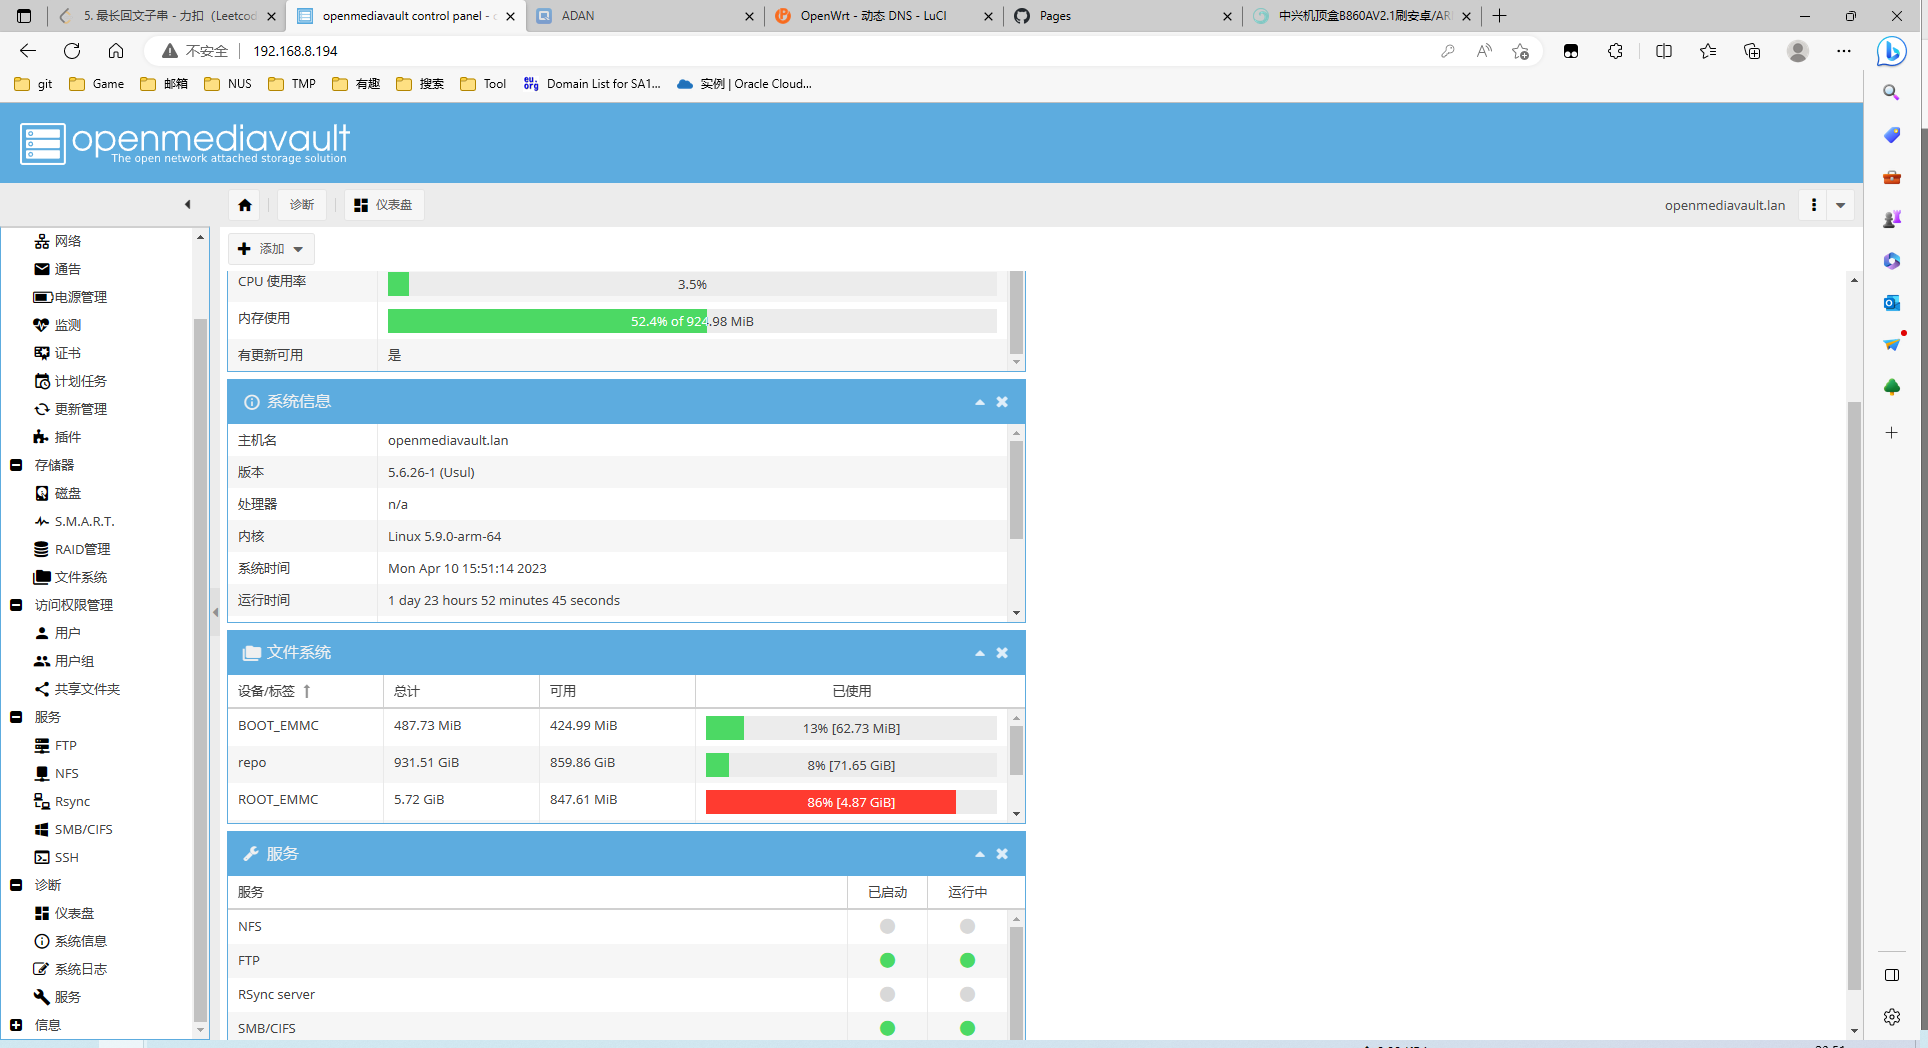 5. 最长回文子串 - 力扣（Leetcod
openmediavault control panel -
ADAN
OpenWrt - 动态 DNS - LuCI
Pages
中兴机顶盒B860AV2.1刷安卓/AR
不安全
192.168.8.194
git
Game
邮箱
NUS
TMP
有趣
搜索
Tool
Domain List for SA1...
实例 | Oracle Cloud...
openmediavault
The open network attached storage solution
诊断
仪表盘
openmediavault.lan
网络
通告
电源管理
监测
证书
计划任务
更新管理
插件
存储器
磁盘
S.M.A.R.T.
RAID管理
文件系统
访问权限管理
用户
用户组
共享文件夹
服务
FTP
NFS
Rsync
SMB/CIFS
SSH
诊断
仪表盘
系统信息
系统日志
服务
信息
添加
CPU 使用率 3.5%
内存使用 52.4% of 924.98 MiB
有更新可用 是
系统信息
主机名 openmediavault.lan
版本 5.6.26-1 (Usul)
处理器 n/a
内核 Linux 5.9.0-arm-64
系统时间 Mon Apr 10 15:51:14 2023
运行时间 1 day 23 hours 52 minutes 45 seconds
文件系统
设备/标签 总计 可用 已使用
BOOT_EMMC 487.73 MiB 424.99 MiB 13% [62.73 MiB]
repo 931.51 GiB 859.86 GiB 8% [71.65 GiB]
ROOT_EMMC 5.72 GiB 847.61 MiB 86% [4.87 GiB]
服务
服务 已启动 运行中
NFS
FTP
RSync server
SMB/CIFS